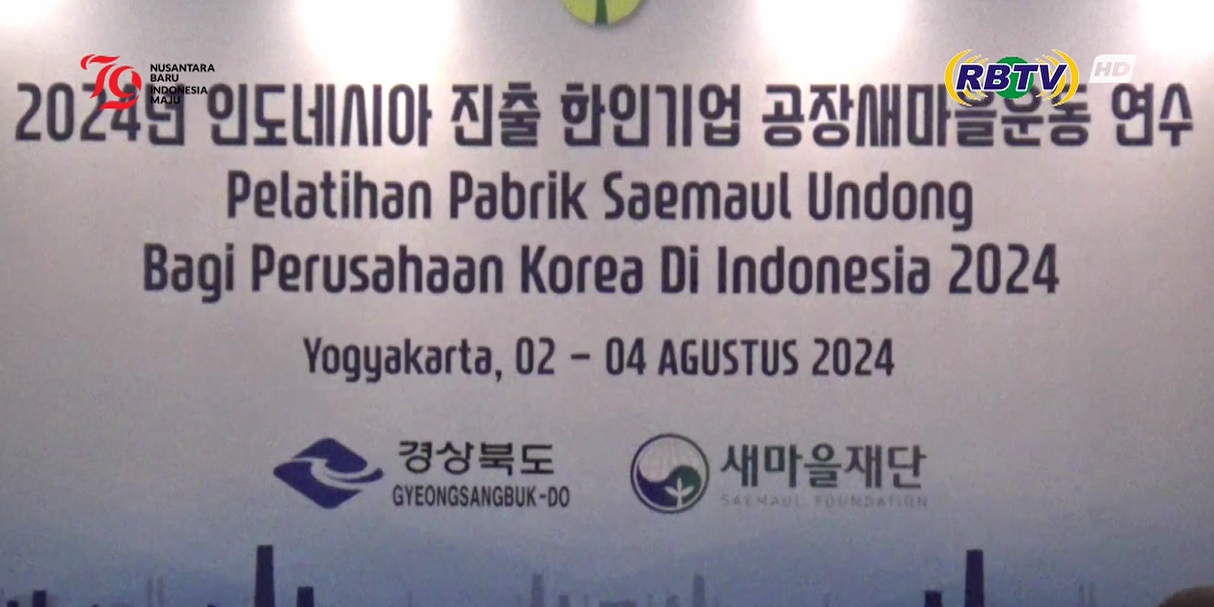 79 NUSANTARA
BARU
INDONESIA
MAJU
RBTV HD
2024년 인도네시아 진출 한인기업 공장새마을운동 연수
Pelatihan Pabrik Saemaul Undong
Bagi Perusahaan Korea Di Indonesia 2024
Yogyakarta, 02 – 04 AGUSTUS 2024
경상북도
GYEONGSANGBUK-DO
새마을재단
SAEMAUL FOUNDATION